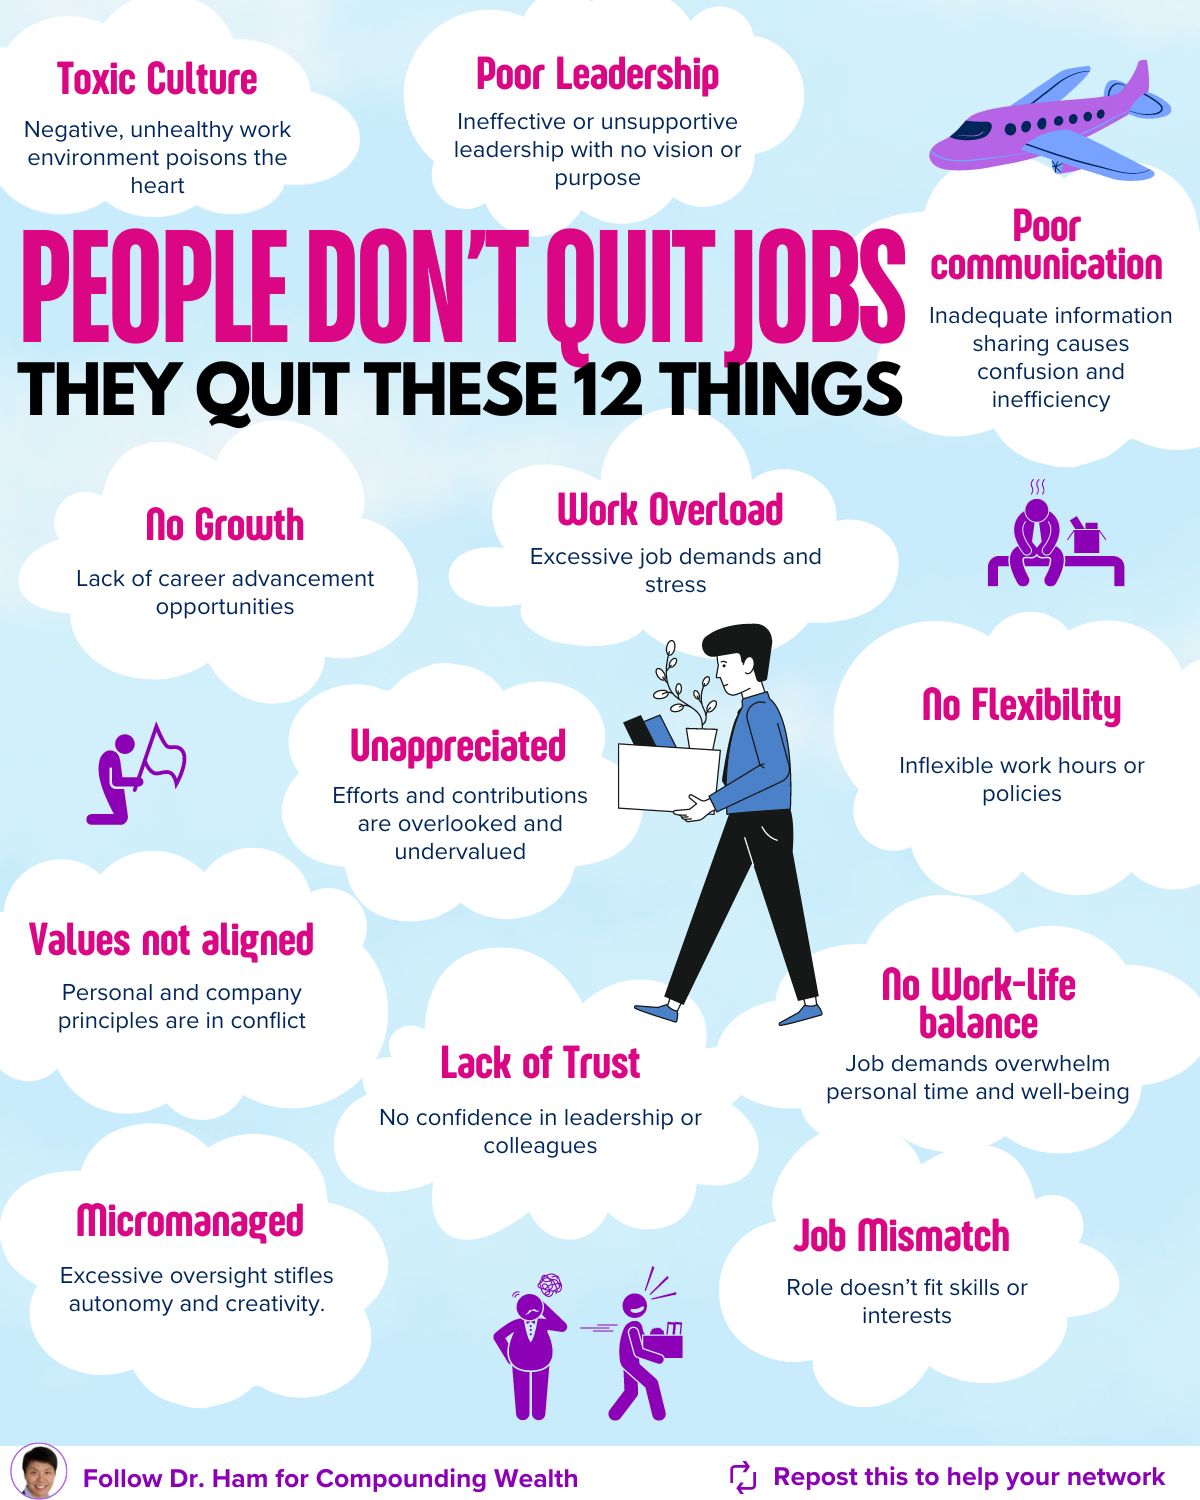 Toxic Culture
Negative, unhealthy work
environment poisons the
heart
Poor Leadership
Ineffective or unsupportive
leadership with no vision or
purpose
PEOPLE DON'T QUIT JOBS
THEY QUIT THESE 12 THINGS
Poor
communication
Inadequate information
sharing causes
confusion and
inefficiency
No Growth
Lack of career advancement
opportunities
Work Overload
Excessive job demands and
stress
Unappreciated
Efforts and contributions
are overlooked and
undervalued
No Flexibility
Inflexible work hours or
policies
Values not aligned
Personal and company
principles are in conflict
Lack of Trust
No confidence in leadership or
colleagues
No Work-life
balance
Job demands overwhelm
personal time and well-being
Micromanaged
Excessive oversight stifles
autonomy and creativity.
Job Mismatch
Role doesn't fit skills or
interests
Follow Dr. Ham for Compounding Wealth
Repost this to help your network